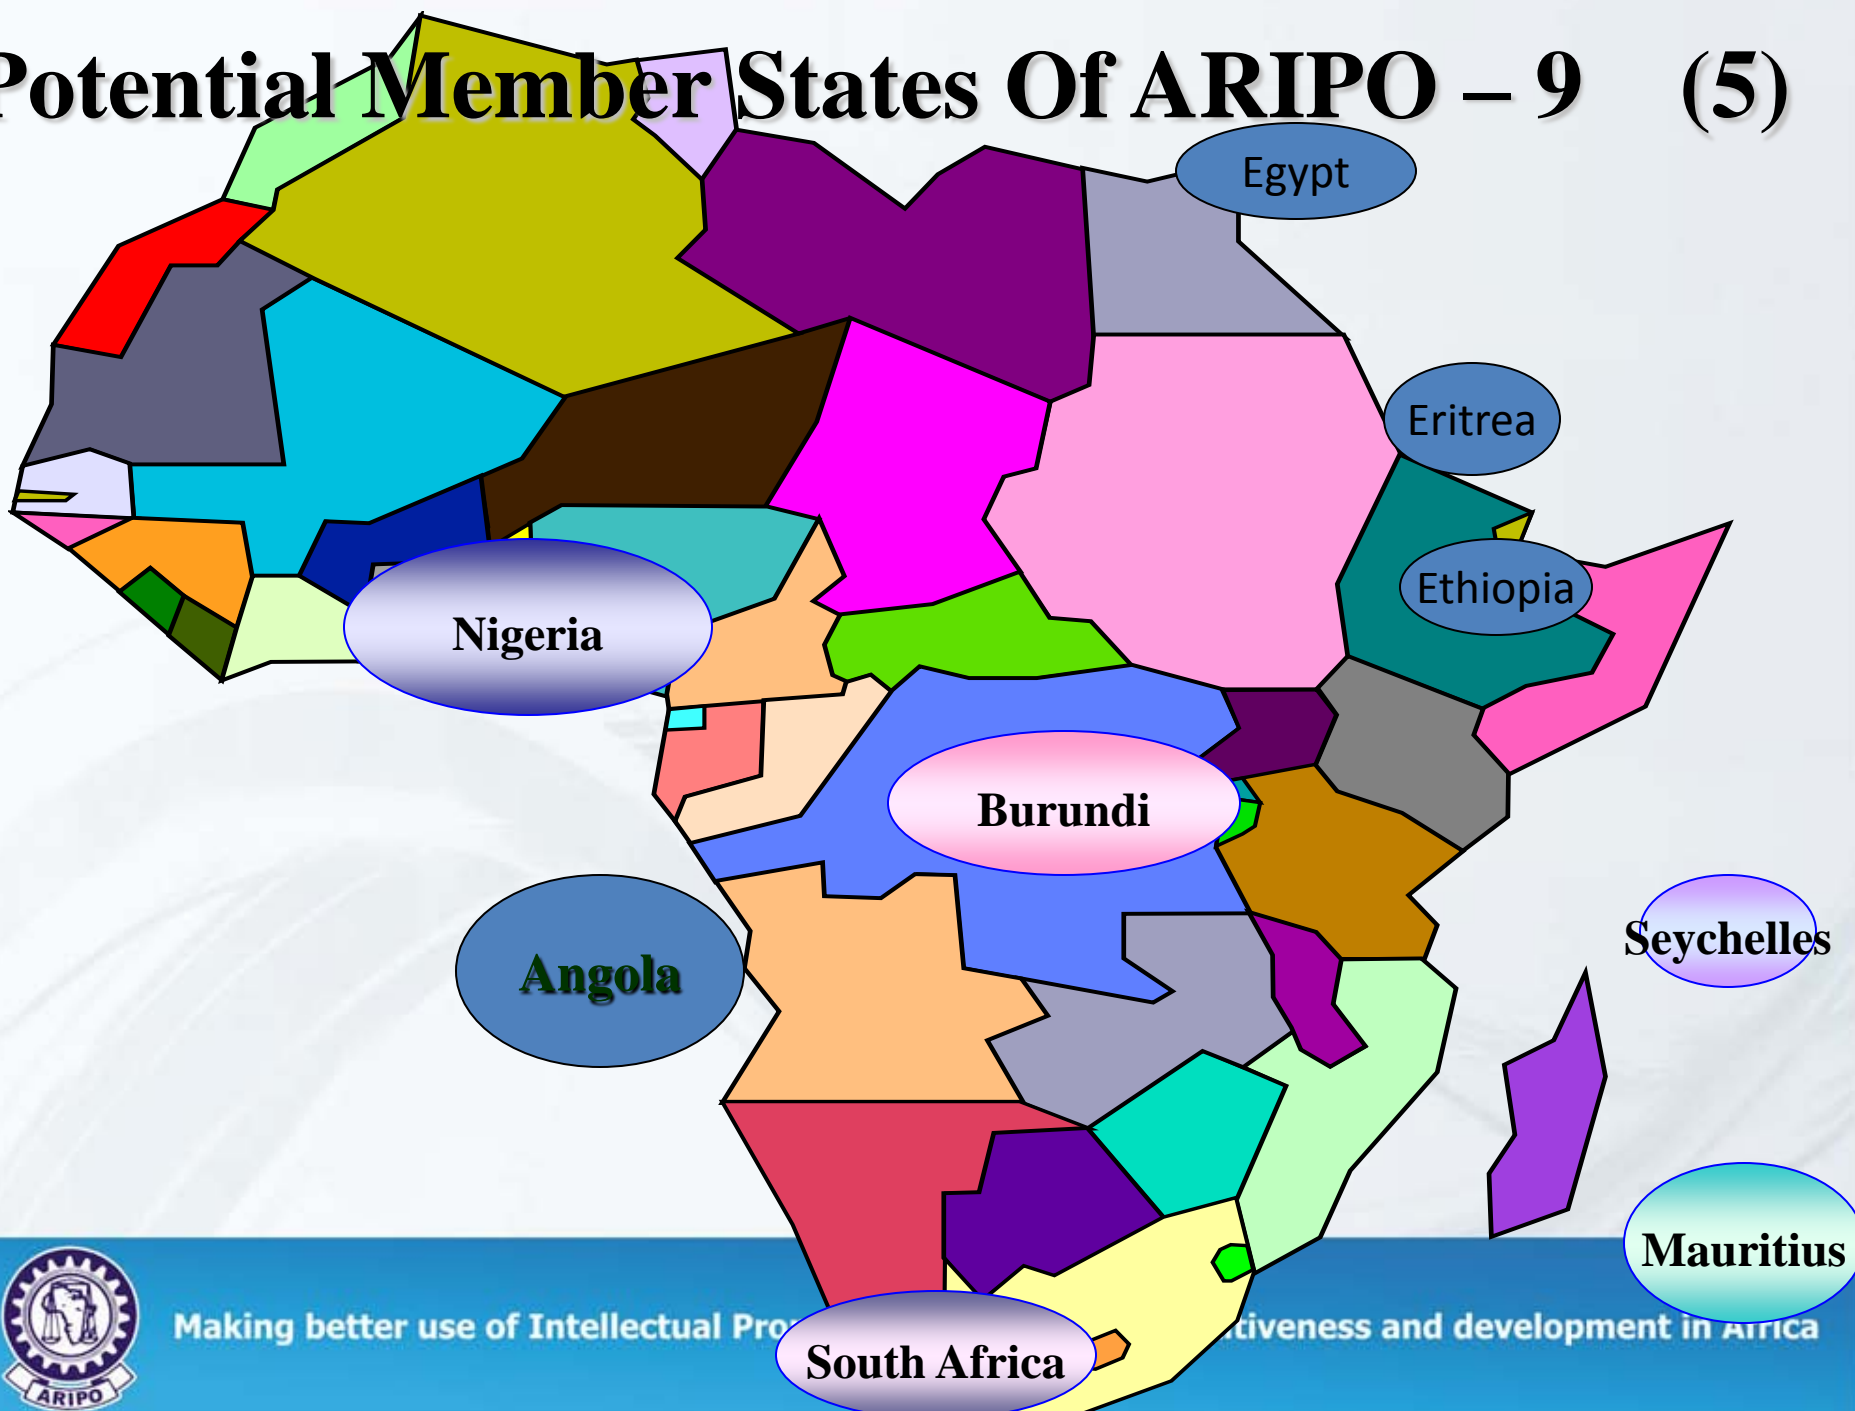 Potential Member States Of ARIPO – 9 (5)
Egypt
Eritrea
Ethiopia
Nigeria
Burundi
Seychelles
Angola
Mauritius
Making better use of Intellectual Pro
tiveness and development in Africa
South Africa
ARIPO